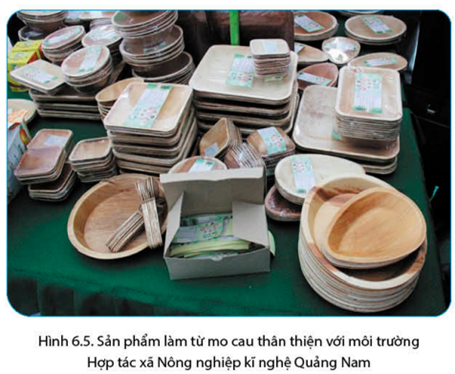 Hình 6.5. Sản phẩm làm từ mo cau thân thiện với môi trường
Hợp tác xã Nông nghiệp kĩ nghệ Quảng Nam